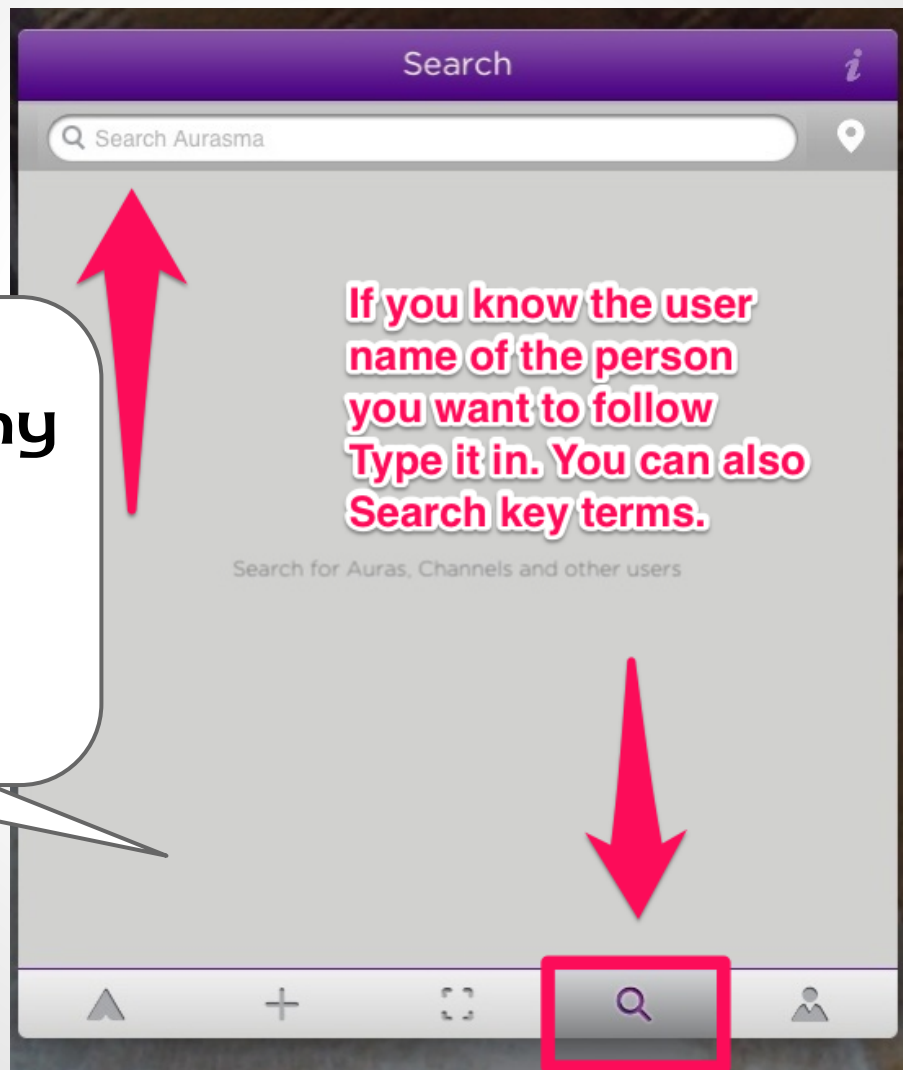 Search
Search Aurasma
If you know the user
name of the person
you want to follow
Type it in. You can also
Search key terms.
Search for Auras, Channels and other users